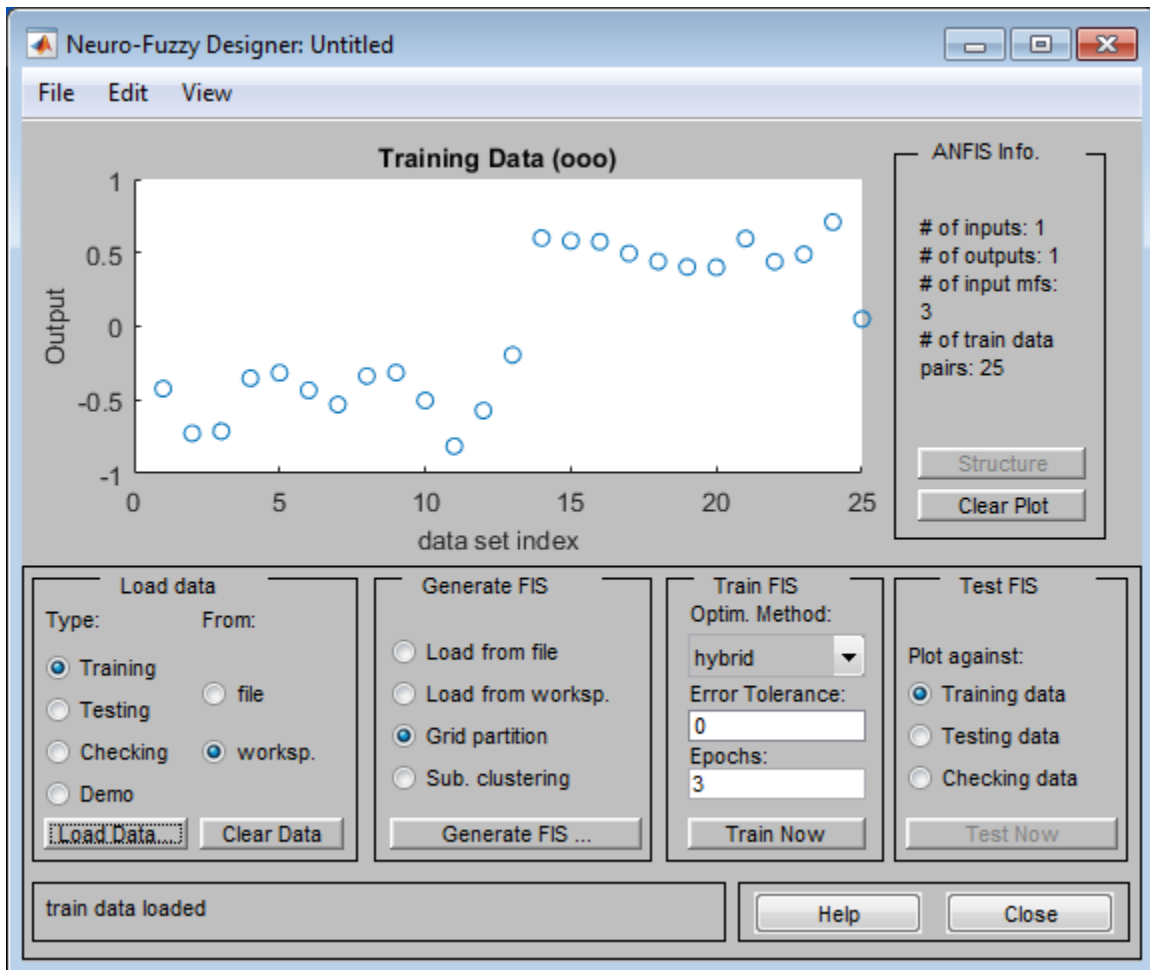 Neuro-Fuzzy Designer: Untitled
File Edit View
Training Data (ooo)
1
0.5
0
-0.5
-1
Output
0 5 10 15 20 25
data set index
ANFIS Info.
# of inputs: 1
# of outputs: 1
# of input mfs:
3
# of train data
pairs: 25
Structure
Clear Plot
Load data
Type: From:
Training
Testing
Checking
Demo
file
worksp.
Load Data...
Clear Data
Generate FIS
Load from file
Load from worksp.
Grid partition
Sub. clustering
Generate FIS ...
Train FIS
Optim. Method:
hybrid
Error Tolerance:
0
Epochs:
3
Train Now
Test FIS
Plot against:
Training data
Testing data
Checking data
Test Now
train data loaded
Help
Close